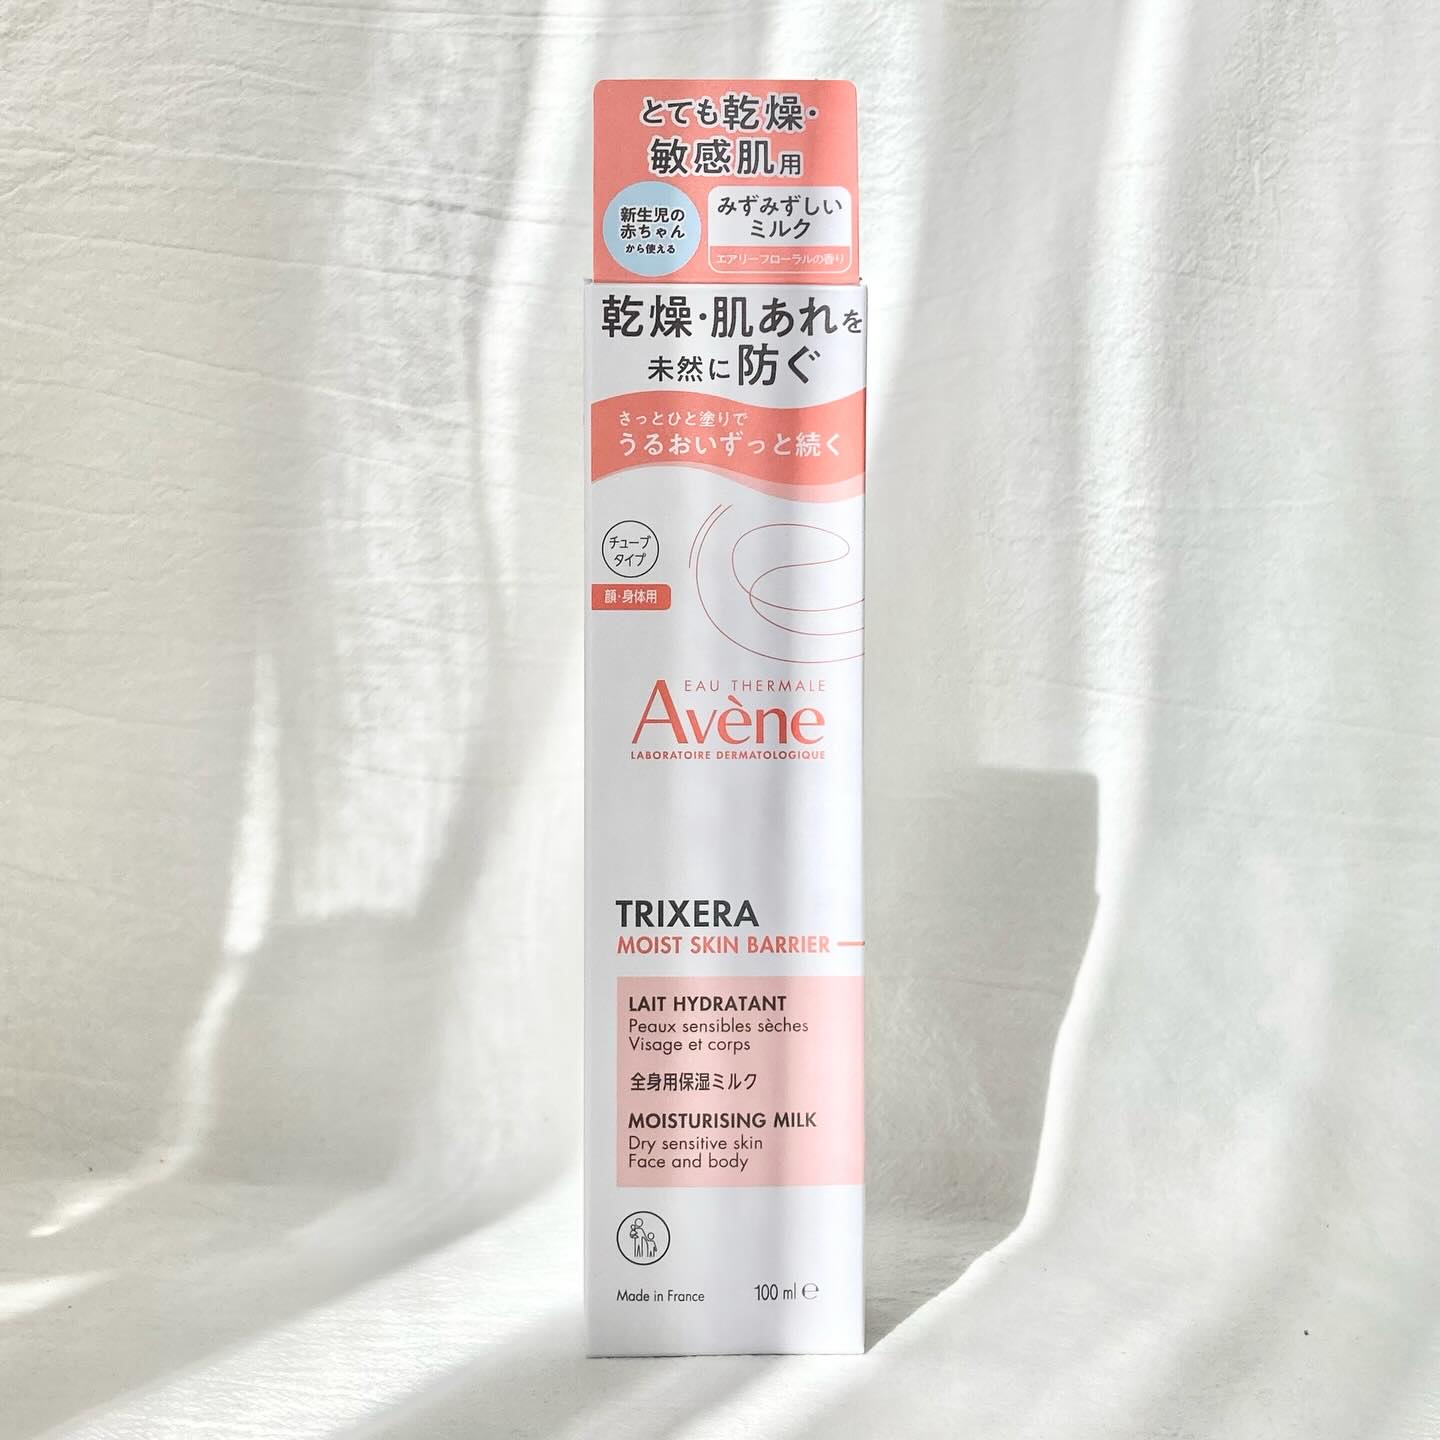 とても乾燥・
敏感肌用
新生児の
赤ちゃん
から使える
みずみずしい
ミルク
エアリーフローラルの香り
乾燥・肌あれを
未然に防ぐ
さっとひと塗りで
うるおいずっと続く
チューブ
タイプ
顔・身体用
EAU THERMALE
Avène
LABORATOIRE DERMATOLOGIQUE
TRIXERA
MOIST SKIN BARRIER
LAIT HYDRATANT
Peaux sensibles sèches
Visage et corps
全身用保湿ミルク
MOISTURISING MILK
Dry sensitive skin
Face and body
Made in France
100 ml ℮